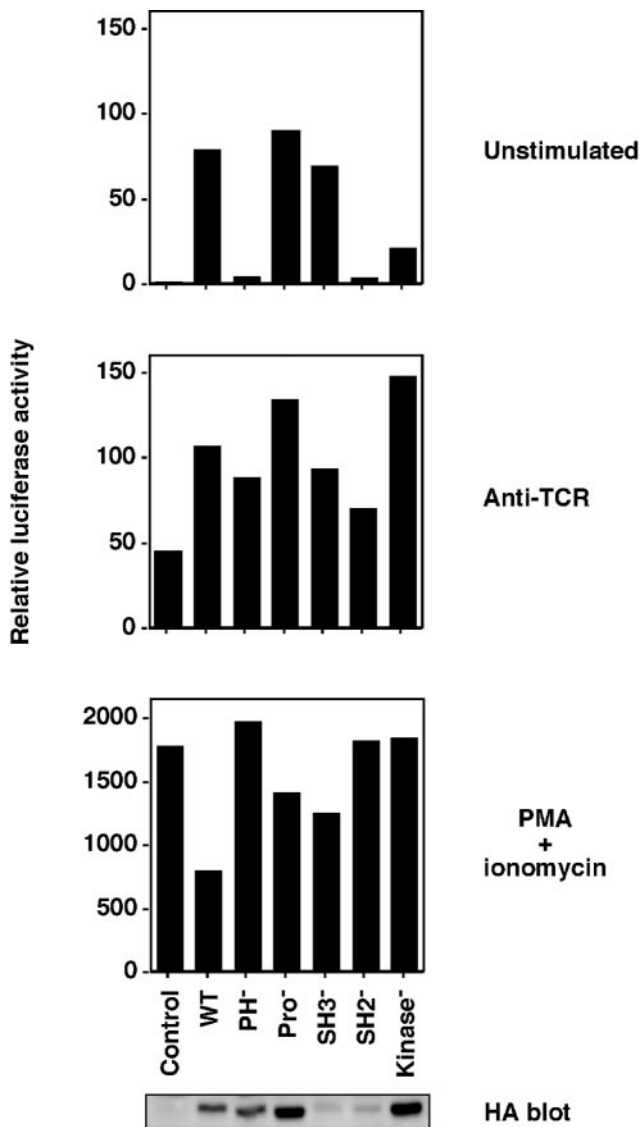 150
100
50
0
Unstimulated
Relative luciferase activity
150
100
50
0
Anti-TCR
2000
1500
1000
500
0
PMA
+
ionomycin
Control
WT
PH-
Pro-
SH3-
SH2-
Kinase-
HA blot